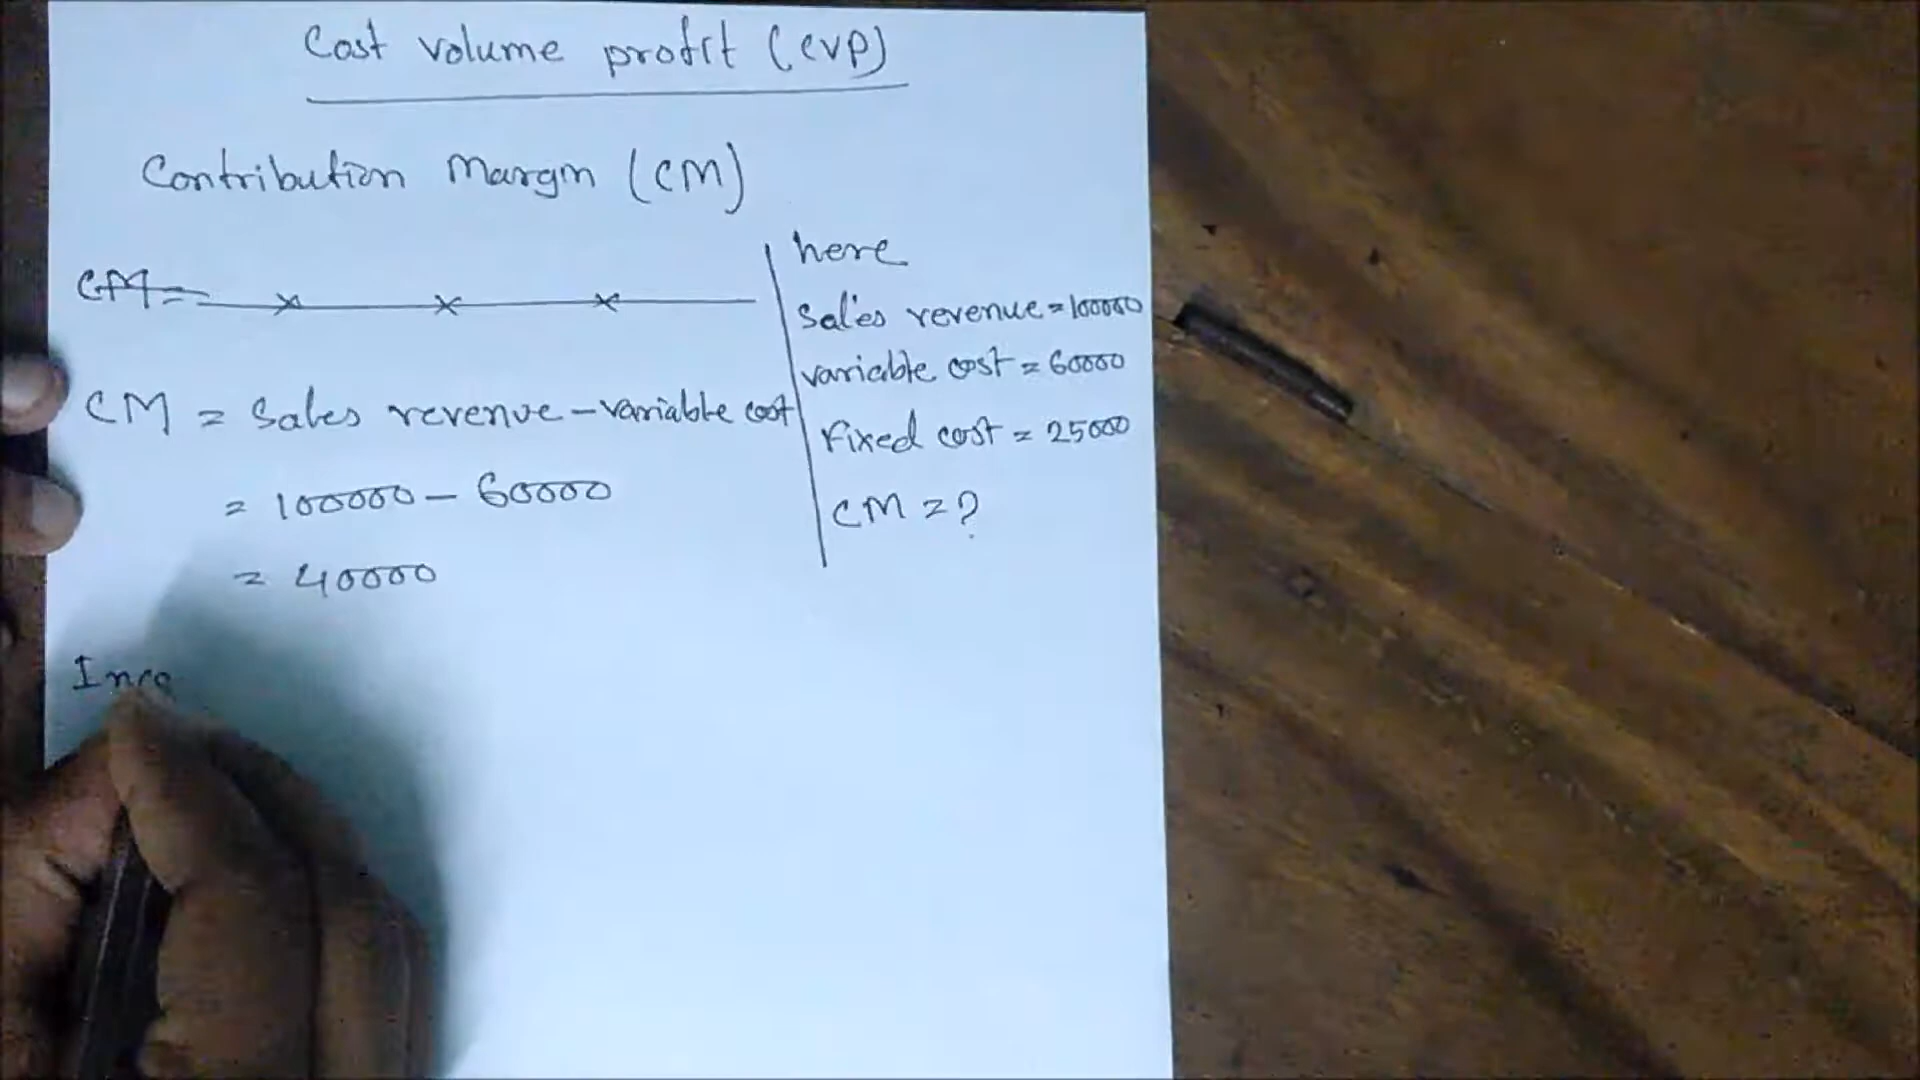 Cost volume profit (CVP)
Contribution Margin (CM)
CM =
CM = Sales revenue - variable cost
= 100000 - 60000
= 40000
here
Sales revenue = 100000
variable cost = 60000
Fixed cost = 25000
CM = ?
Inco